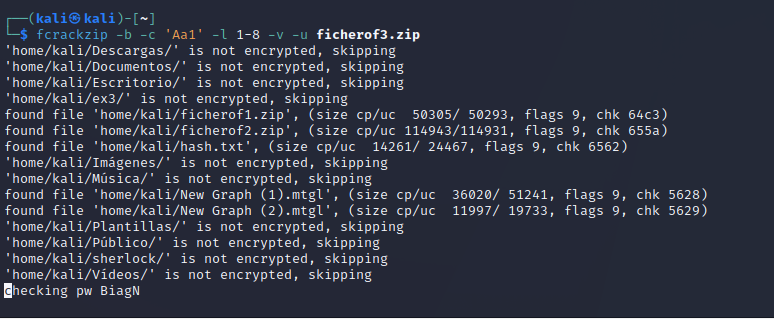 ┌──(kali㉿kali)-[~]
└─$ fcrackzip -b -c 'Aa1' -l 1-8 -v -u ficherof3.zip
'home/kali/Descargas/' is not encrypted, skipping
'home/kali/Documentos/' is not encrypted, skipping
'home/kali/Escritorio/' is not encrypted, skipping
'home/kali/ex3/' is not encrypted, skipping
found file 'home/kali/ficherof1.zip', (size cp/uc  50305/ 50293, flags 9, chk 64c3)
found file 'home/kali/ficherof2.zip', (size cp/uc 114943/114931, flags 9, chk 655a)
found file 'home/kali/hash.txt', (size cp/uc  14261/ 24467, flags 9, chk 6562)
'home/kali/Imágenes/' is not encrypted, skipping
'home/kali/Música/' is not encrypted, skipping
found file 'home/kali/New Graph (1).mtgl', (size cp/uc  36020/ 51241, flags 9, chk 5628)
found file 'home/kali/New Graph (2).mtgl', (size cp/uc  11997/ 19733, flags 9, chk 5629)
'home/kali/Plantillas/' is not encrypted, skipping
'home/kali/Público/' is not encrypted, skipping
'home/kali/sherlock/' is not encrypted, skipping
'home/kali/Vídeos/' is not encrypted, skipping
checking pw BiagN